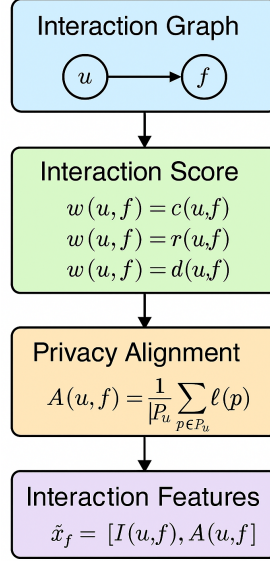 Interaction Graph
u f
Interaction Score
w(u,f) = c(u,f)
w(u,f) = r(u,f)
w(u,f) = d(u,f)
Privacy Alignment
A(u,f) = 1/|P_u ∑_{p∈P_u} ℓ(p)
Interaction Features
x̃_f = [I(u,f), A(u,f]